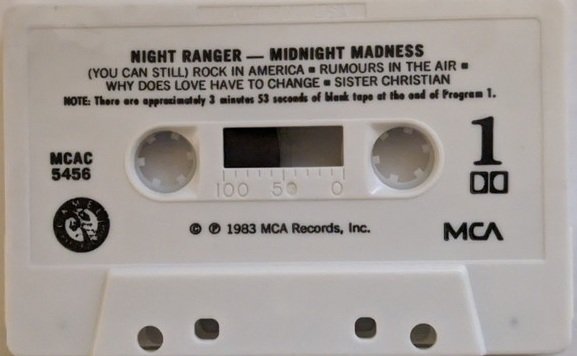 NIGHT RANGER — MIDNIGHT MADNESS
(YOU CAN STILL) ROCK IN AMERICA ■ RUMOURS IN THE AIR ■
WHY DOES LOVE HAVE TO CHANGE ■ SISTER CHRISTIAN
NOTE: There are approximately 3 minutes 53 seconds of blank tape at the end of Program 1.
MCAC
5456
1
100 50 0
CAMEL
© ℗ 1983 MCA Records, Inc.
MCA